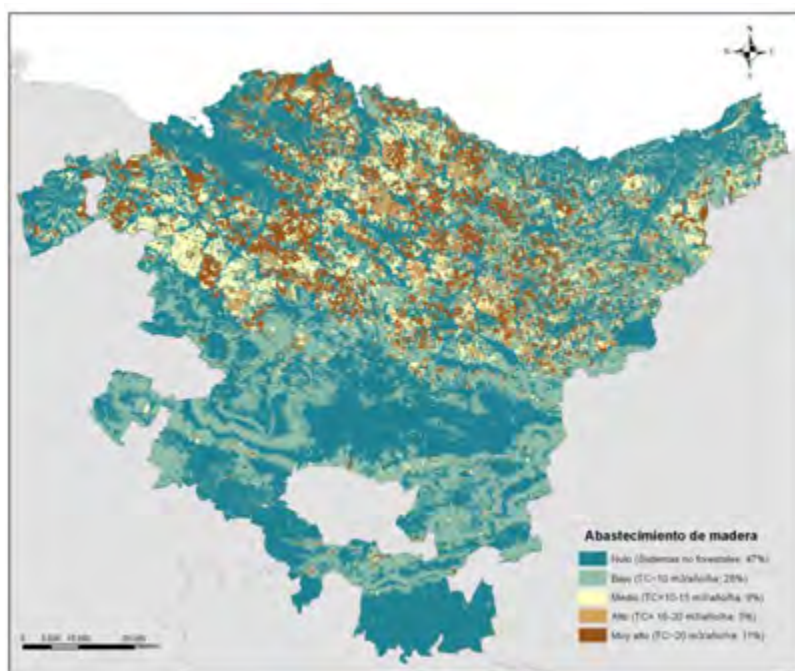 Abastecimiento de madera
Nulo (Sistemas no forestales: 47%)
Bajo (TC<10 m3/año/ha: 28%)
Medio (TC=10-15 m3/año/ha: 9%)
Alto (TC= 15-20 m3/año/ha: 5%)
Muy alto (TC>20 m3/año/ha: 11%)
0